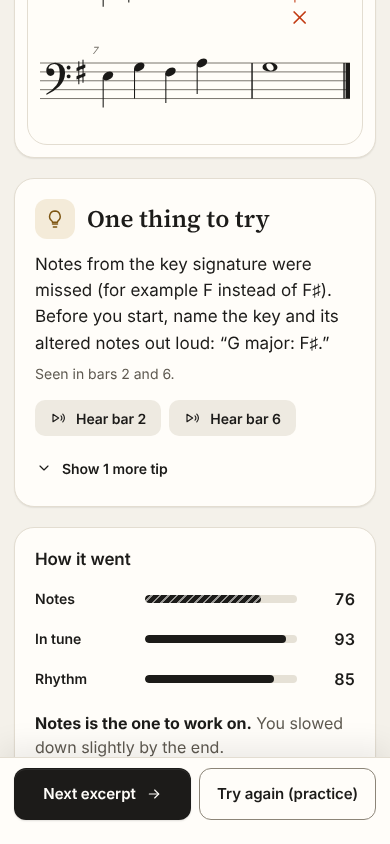 7
One thing to try
Notes from the key signature were
missed (for example F instead of F♯).
Before you start, name the key and its
altered notes out loud: “G major: F♯.”
Seen in bars 2 and 6.
Hear bar 2
Hear bar 6
Show 1 more tip
How it went
Notes 76
In tune 93
Rhythm 85
Notes is the one to work on. You slowed
down slightly by the end.
Next excerpt →
Try again (practice)